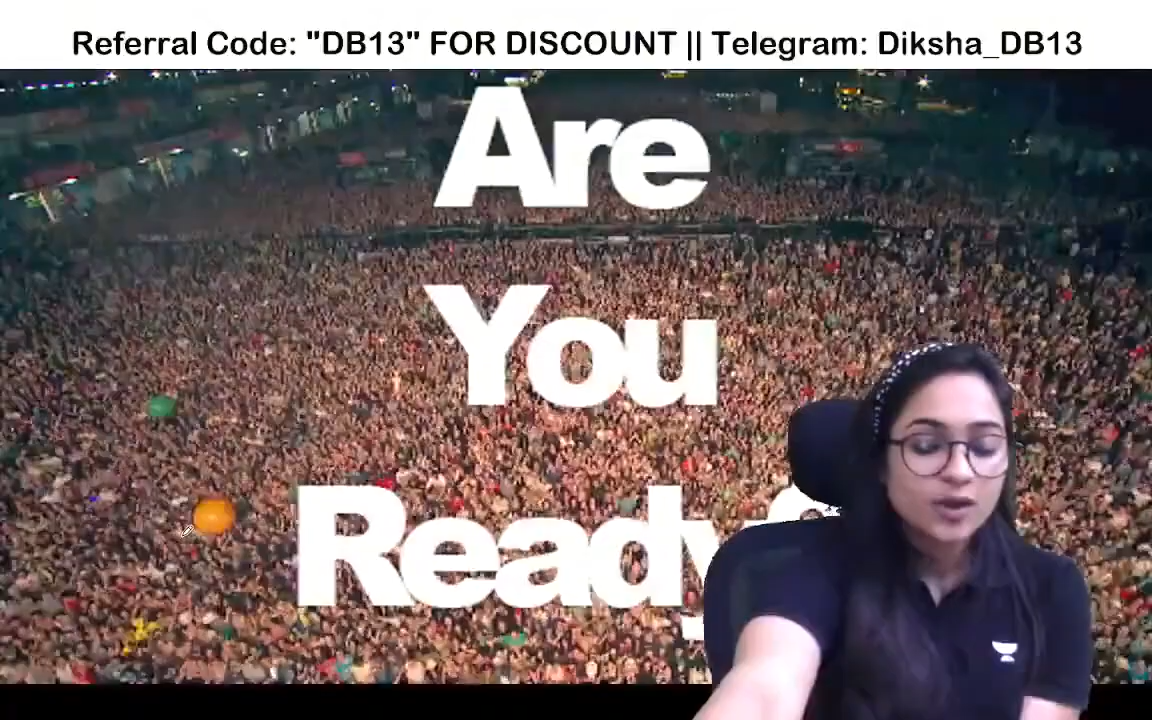 Referral Code: "DB13" FOR DISCOUNT || Telegram: Diksha_DB13
Are
You
Ready?